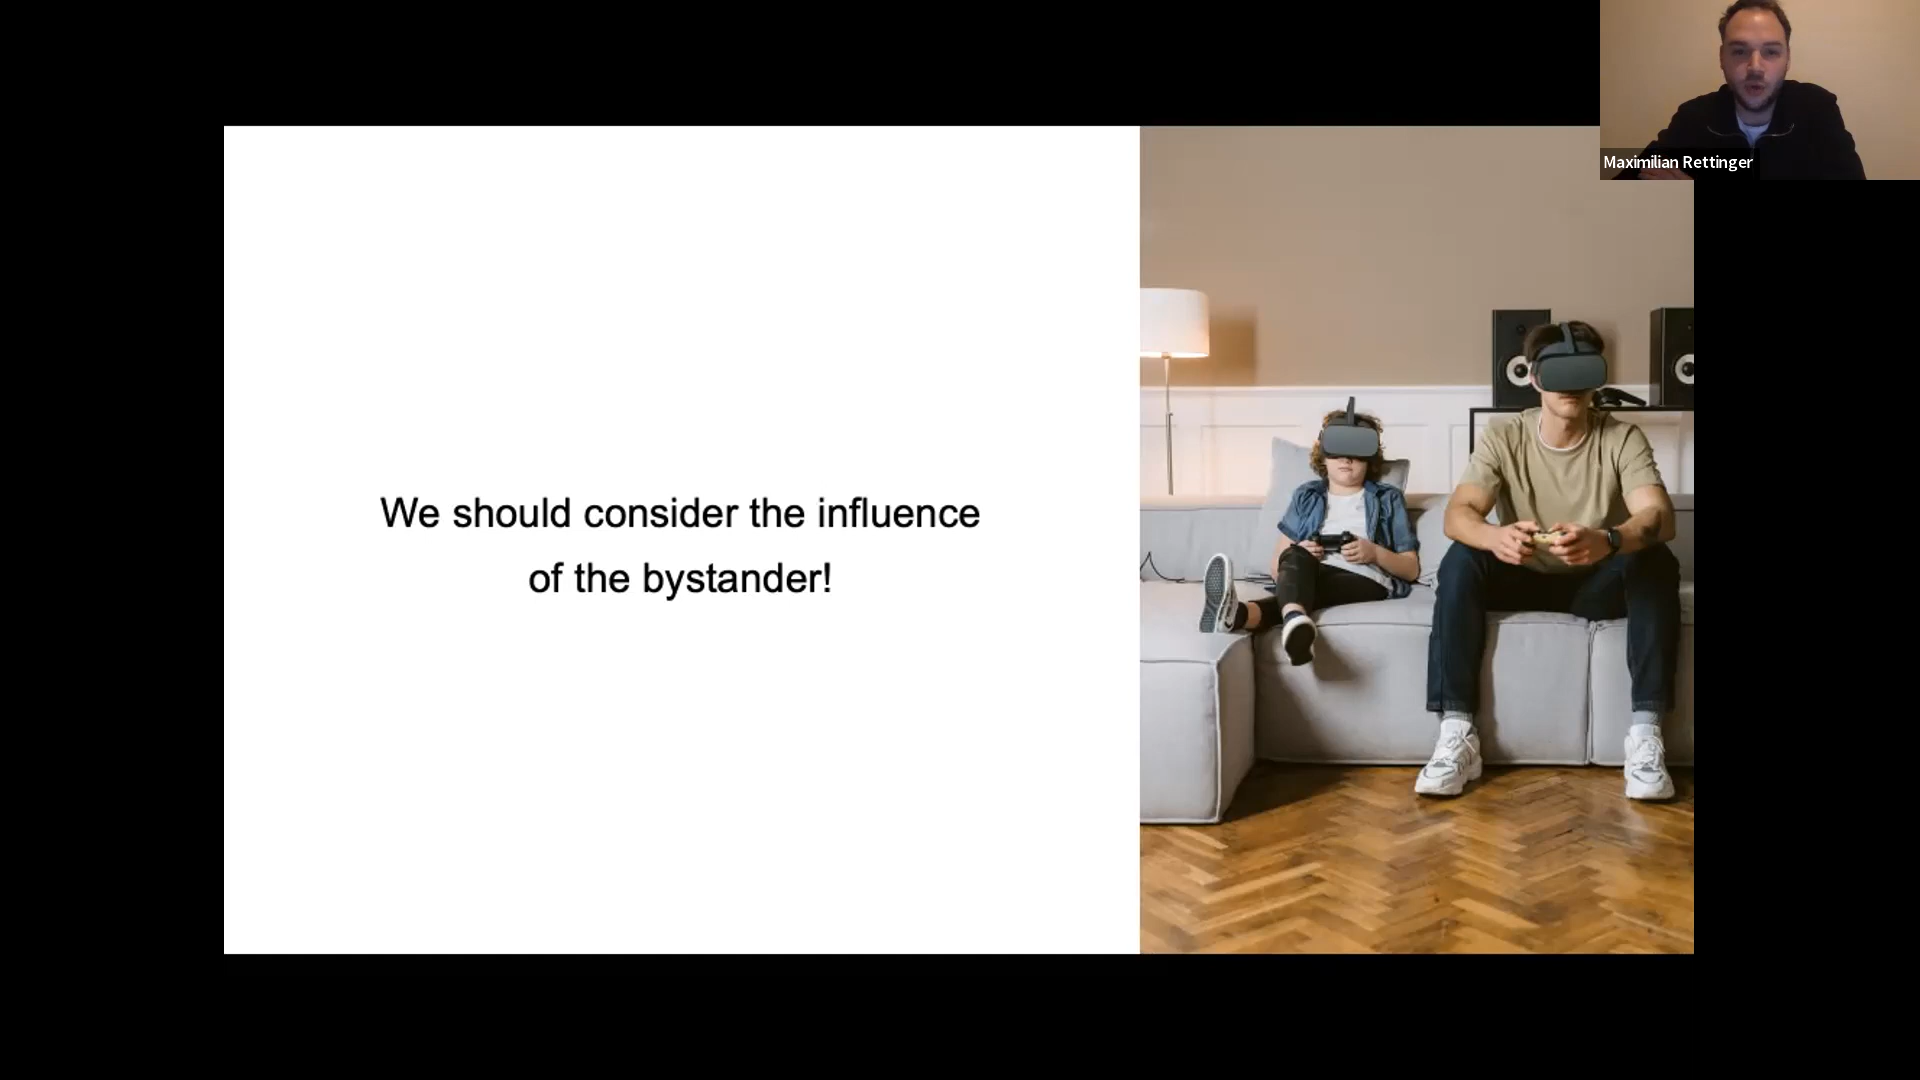 Maximilian Rettinger
We should consider the influence
of the bystander!